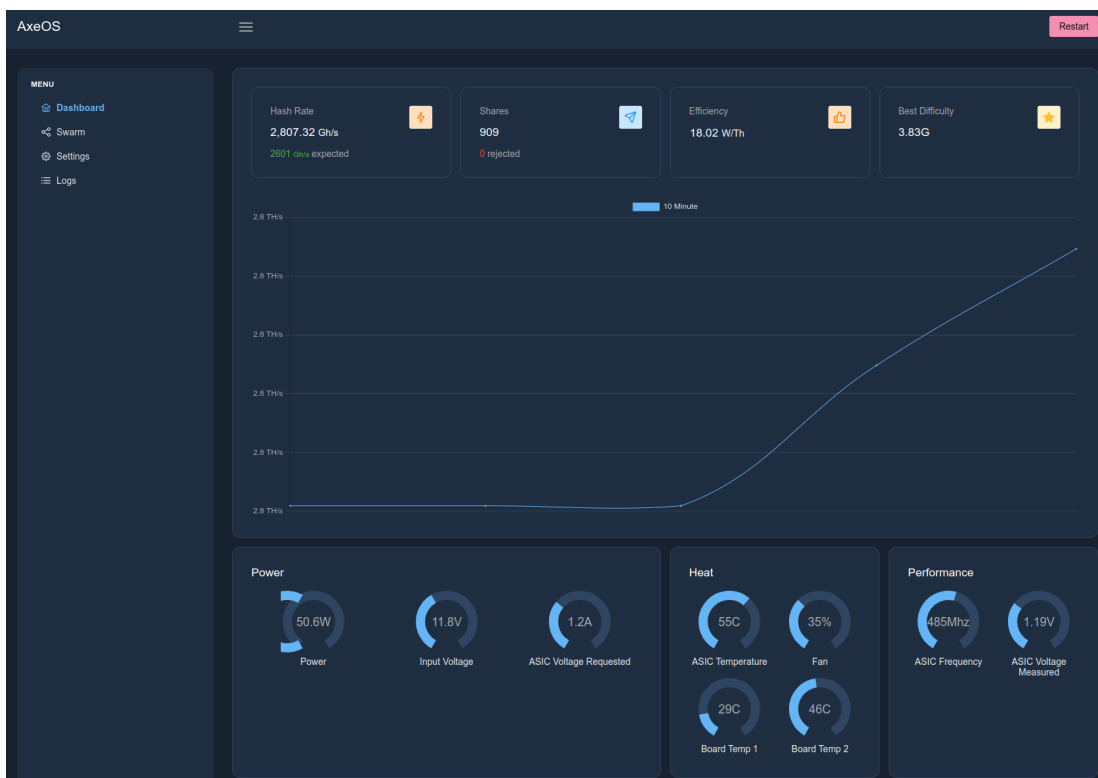 AxeOS
Restart
MENU
Dashboard
Swarm
Settings
Logs
Hash Rate
2,807.32 Gh/s
2601 Gh/s expected
Shares
909
0 rejected
Efficiency
18.02 W/Th
Best Difficulty
3.83G
10 Minute
2.8 TH/s
2.8 TH/s
2.8 TH/s
2.8 TH/s
2.8 TH/s
2.8 TH/s
Power
50.6W
Power
11.8V
Input Voltage
1.2A
ASIC Voltage Requested
Heat
55C
ASIC Temperature
35%
Fan
29C
Board Temp 1
46C
Board Temp 2
Performance
485Mhz
ASIC Frequency
1.19V
ASIC Voltage
Measured